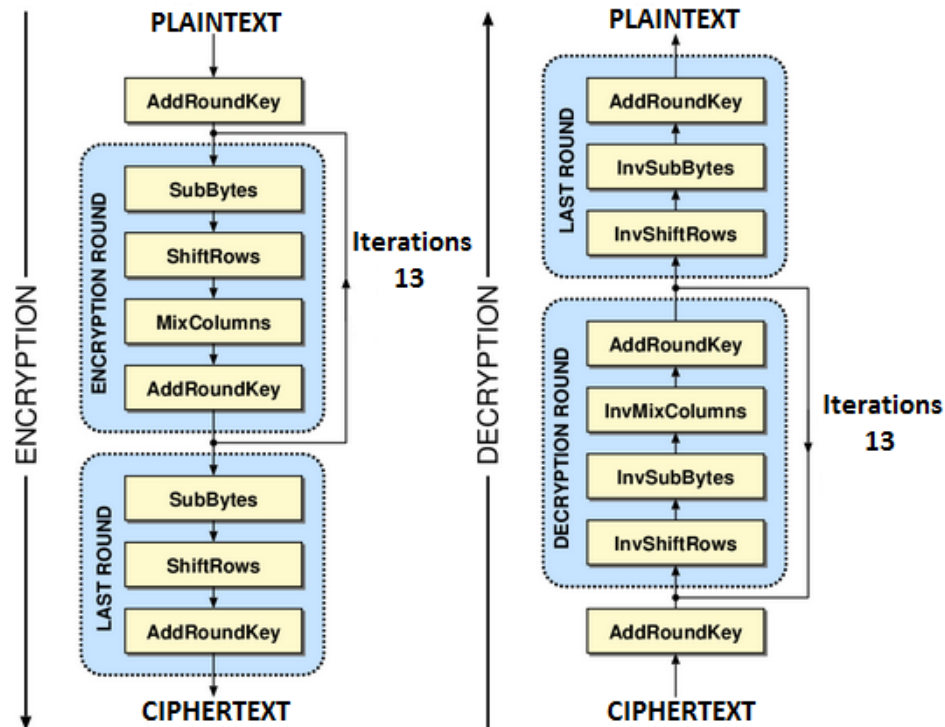 PLAINTEXT
AddRoundKey
ENCRYPTION
ENCRYPTION ROUND
SubBytes
ShiftRows
MixColumns
AddRoundKey
Iterations
13
LAST ROUND
SubBytes
ShiftRows
AddRoundKey
CIPHERTEXT
PLAINTEXT
DECRYPTION
LAST ROUND
AddRoundKey
InvSubBytes
InvShiftRows
DECRYPTION ROUND
AddRoundKey
InvMixColumns
InvSubBytes
InvShiftRows
Iterations
13
AddRoundKey
CIPHERTEXT